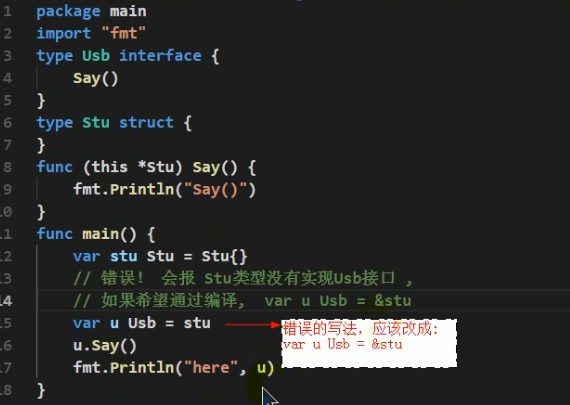 1 package main
2 import "fmt"
3 type Usb interface {
4 Say()
5 }
6 type Stu struct {
7 }
8 func (this *Stu) Say() {
9 fmt.Println("Say()")
10 }
11 func main() {
12 var stu Stu = Stu{}
13 // 错误! 会报 Stu类型没有实现Usb接口 ,
14 // 如果希望通过编译, var u Usb = &stu
15 var u Usb = stu
错误的写法, 应该改成:
var u Usb = &stu
16 u.Say()
17 fmt.Println("here", u)
18 }